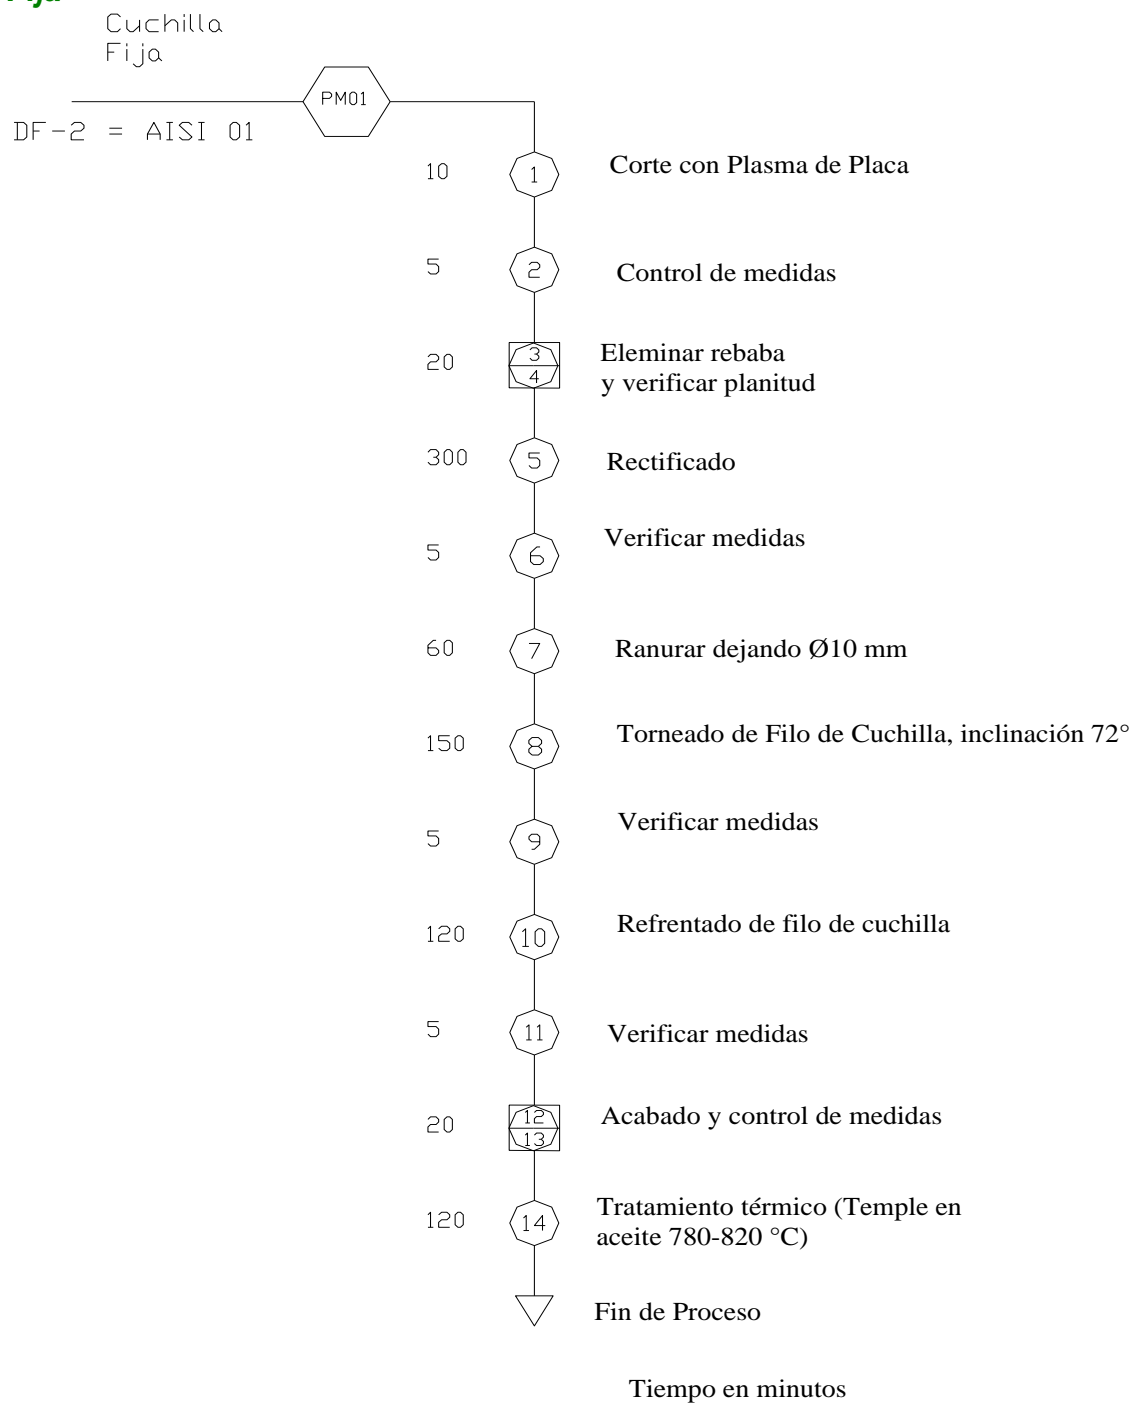 Cuchilla
Fija
PM01
DF-2 = AISI 01
10
1
Corte con Plasma de Placa
5
2
Control de medidas
20
3
4
Eleminar rebaba
y verificar planitud
300
5
Rectificado
5
6
Verificar medidas
60
7
Ranurar dejando Ø10 mm
150
8
Torneado de Filo de Cuchilla, inclinación 72°
5
9
Verificar medidas
120
10
Refrentado de filo de cuchilla
5
11
Verificar medidas
20
12
13
Acabado y control de medidas
120
14
Tratamiento térmico (Temple en
aceite 780-820 °C)
Fin de Proceso
Tiempo en minutos